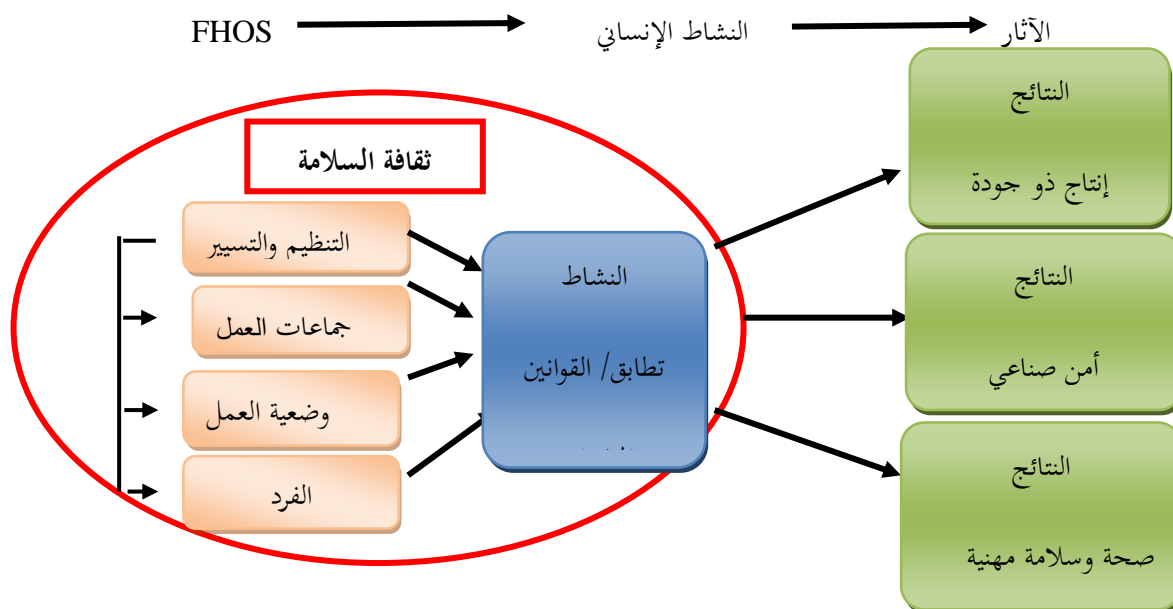 FHOS
النشاط الإنساني
الآثار
ثقافة السلامة
التنظيم والتسيير
جماعات العمل
وضعية العمل
الفرد
النشاط
تطابق/ القوانين
النتائج
إنتاج ذو جودة
النتائج
أمن صناعي
النتائج
صحة وسلامة مهنية